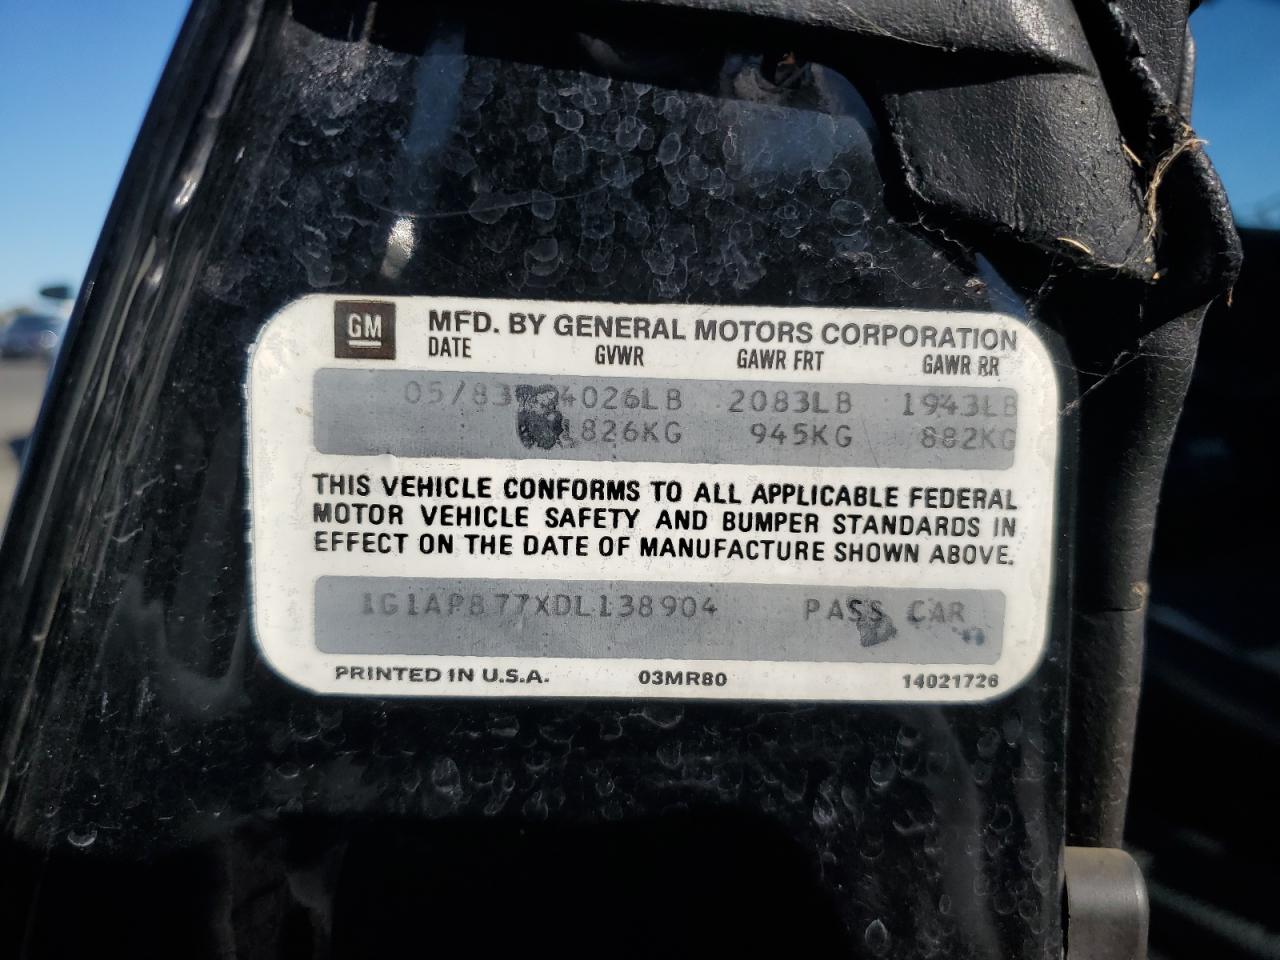 GM MFD. BY GENERAL MOTORS CORPORATION
DATE GVWR GAWR FRT GAWR RR
05/83 4026LB 2083LB 1943LB
1826KG 945KG 882KG
THIS VEHICLE CONFORMS TO ALL APPLICABLE FEDERAL
MOTOR VEHICLE SAFETY AND BUMPER STANDARDS IN
EFFECT ON THE DATE OF MANUFACTURE SHOWN ABOVE.
1G1AP877XDL138904 PASS CAR
PRINTED IN U.S.A. 03MR80 14021726